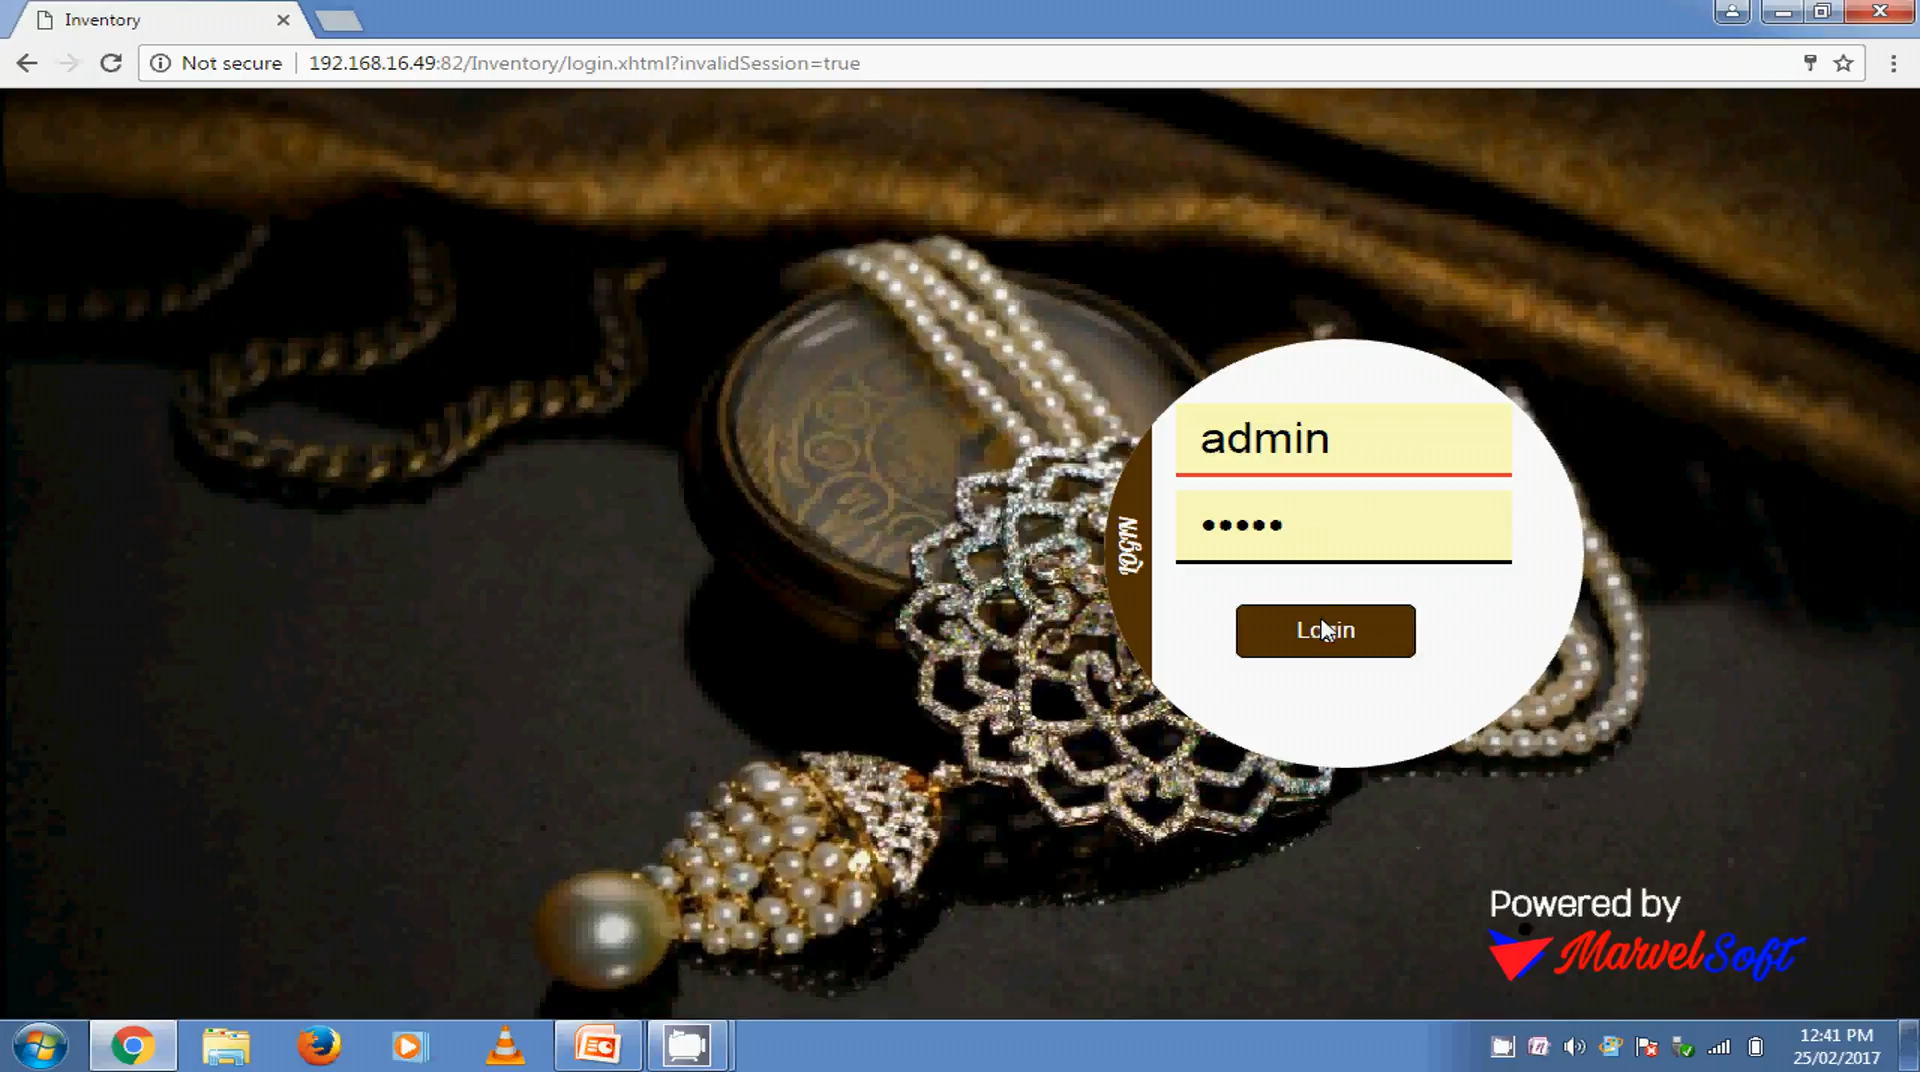 Inventory
Not secure
192.168.16.49:82/Inventory/login.xhtml?invalidSession=true
admin
•••••
LOGIN
Login
Powered by
MarvelSoft
12:41 PM
25/02/2017